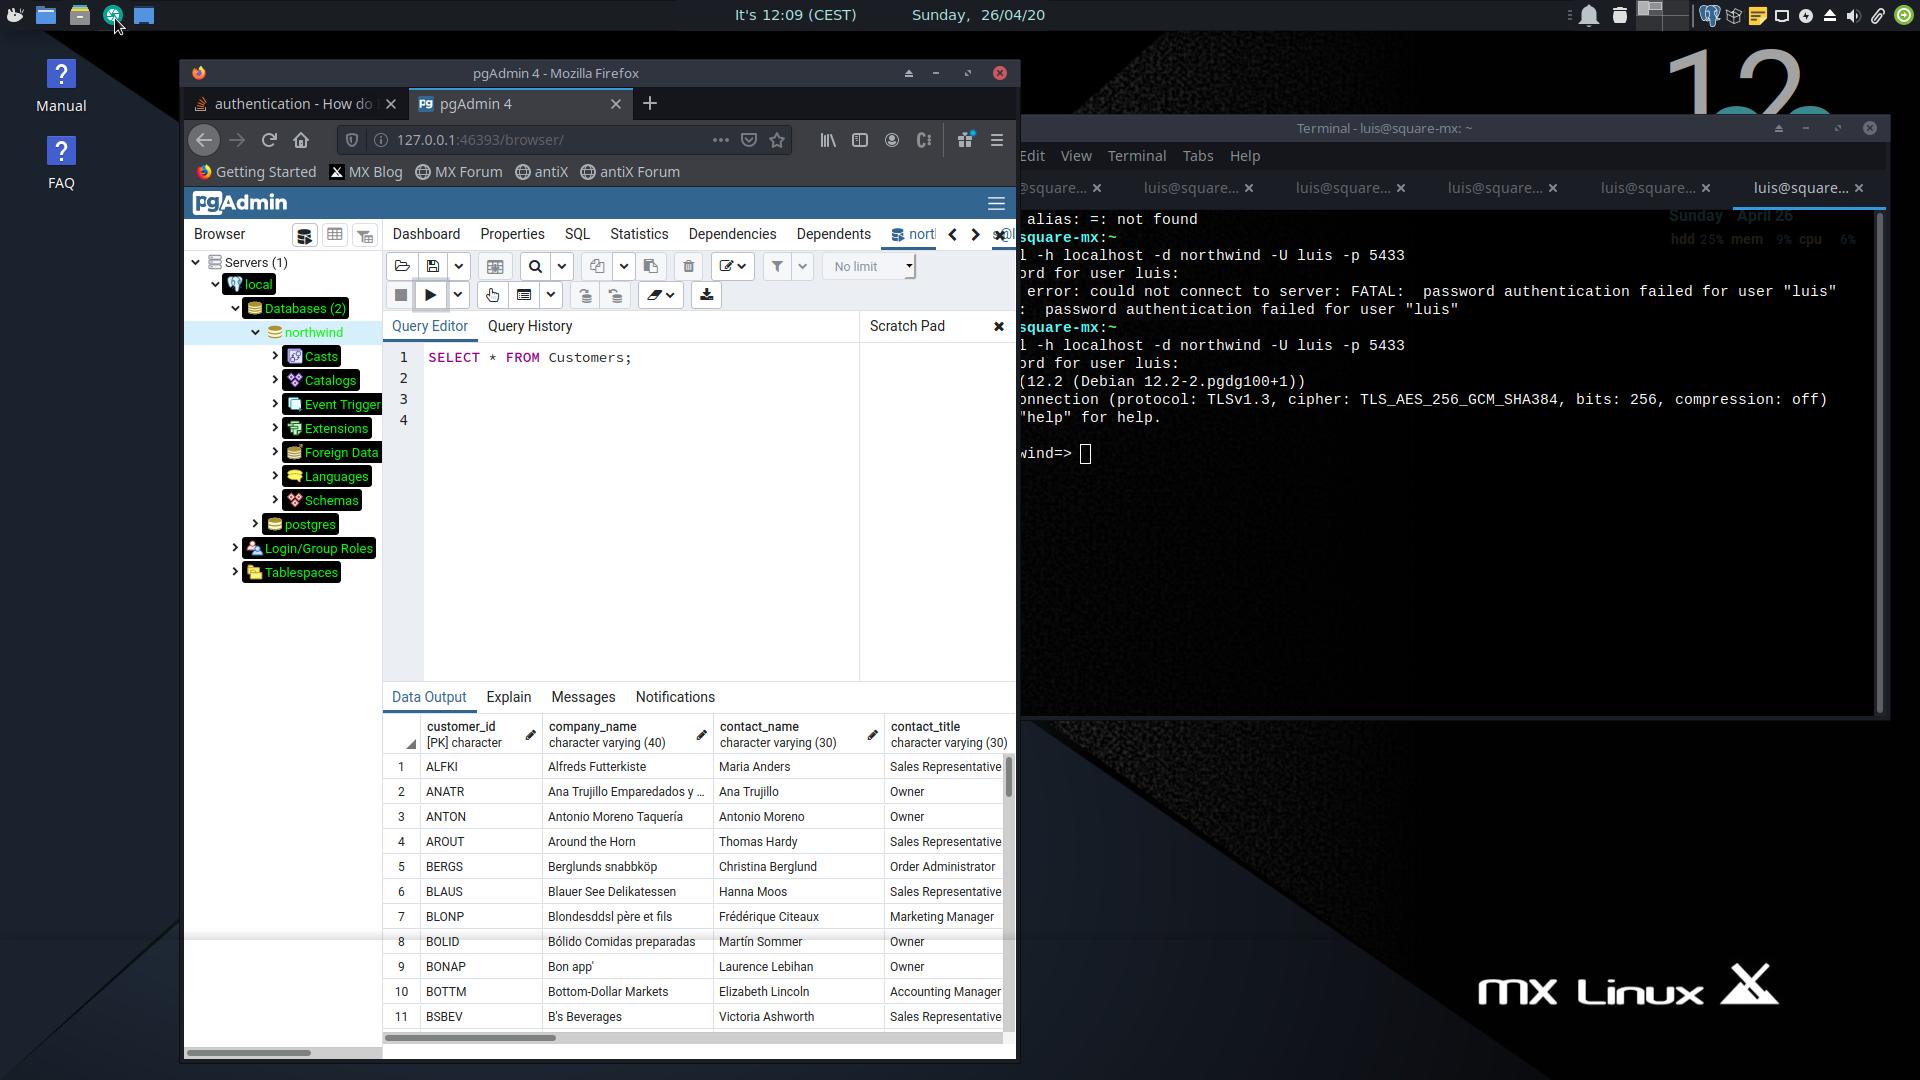 It's 12:09 (CEST)
Sunday, 26/04/20
Manual
FAQ
12
pgAdmin 4 - Mozilla Firefox
authentication - How do
pgAdmin 4
127.0.0.1:46393/browser/
Getting Started
MX Blog
MX Forum
antiX
antiX Forum
pgAdmin
Browser
Dashboard
Properties
SQL
Statistics
Dependencies
Dependents
Servers (1)
local
Databases (2)
northwind
Casts
Catalogs
Event Trigger
Extensions
Foreign Data
Languages
Schemas
postgres
Login/Group Roles
Tablespaces
No limit
Query Editor
Query History
Scratch Pad
1 SELECT * FROM Customers;
2
3
4
Data Output
Explain
Messages
Notifications
customer_id
[PK] character
company_name
character varying (40)
contact_name
character varying (30)
contact_title
character varying (30)
1 ALFKI Alfreds Futterkiste Maria Anders Sales Representative
2 ANATR Ana Trujillo Emparedados y ... Ana Trujillo Owner
3 ANTON Antonio Moreno Taquería Antonio Moreno Owner
4 AROUT Around the Horn Thomas Hardy Sales Representative
5 BERGS Berglunds snabbköp Christina Berglund Order Administrator
6 BLAUS Blauer See Delikatessen Hanna Moos Sales Representative
7 BLONP Blondesddsl père et fils Frédérique Citeaux Marketing Manager
8 BOLID Bólido Comidas preparadas Martín Sommer Owner
9 BONAP Bon app' Laurence Lebihan Owner
10 BOTTM Bottom-Dollar Markets Elizabeth Lincoln Accounting Manager
11 BSBEV B's Beverages Victoria Ashworth Sales Representative
Terminal - luis@square-mx: ~
Edit View Terminal Tabs Help
@square...
luis@square...
luis@square...
luis@square...
luis@square...
luis@square...
alias: =: not found
square-mx:~
l -h localhost -d northwind -U luis -p 5433
ord for user luis:
error: could not connect to server: FATAL:  password authentication failed for user "luis"
:  password authentication failed for user "luis"
square-mx:~
l -h localhost -d northwind -U luis -p 5433
ord for user luis:
(12.2 (Debian 12.2-2.pgdg100+1))
onnection (protocol: TLSv1.3, cipher: TLS_AES_256_GCM_SHA384, bits: 256, compression: off)
"help" for help.
wind=>
Sunday April 26
hdd 25% mem 9% cpu 6%
MX Linux